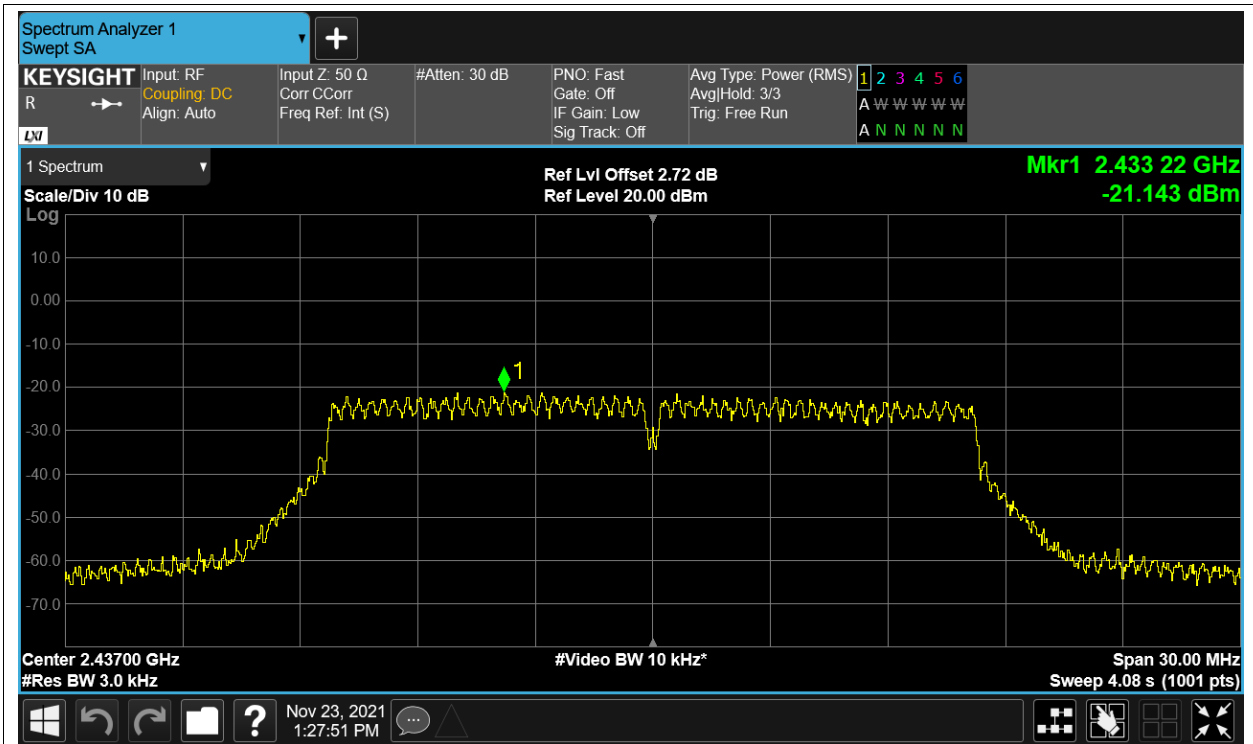 Spectrum Analyzer 1
Swept SA
KEYSIGHT
R
LXI
Input: RF
Coupling: DC
Align: Auto
Input Z: 50 Ω
Corr CCorr
Freq Ref: Int (S)
#Atten: 30 dB
PNO: Fast
Gate: Off
IF Gain: Low
Sig Track: Off
Avg Type: Power (RMS)
Avg|Hold: 3/3
Trig: Free Run
1 2 3 4 5 6
A W W W W W
A N N N N N
1 Spectrum
Scale/Div 10 dB
Log
Ref Lvl Offset 2.72 dB
Ref Level 20.00 dBm
Mkr1 2.433 22 GHz
-21.143 dBm
10.0
0.00
-10.0
-20.0
-30.0
-40.0
-50.0
-60.0
-70.0
1
Center 2.43700 GHz
#Res BW 3.0 kHz
#Video BW 10 kHz*
Span 30.00 MHz
Sweep 4.08 s (1001 pts)
?
Nov 23, 2021
1:27:51 PM